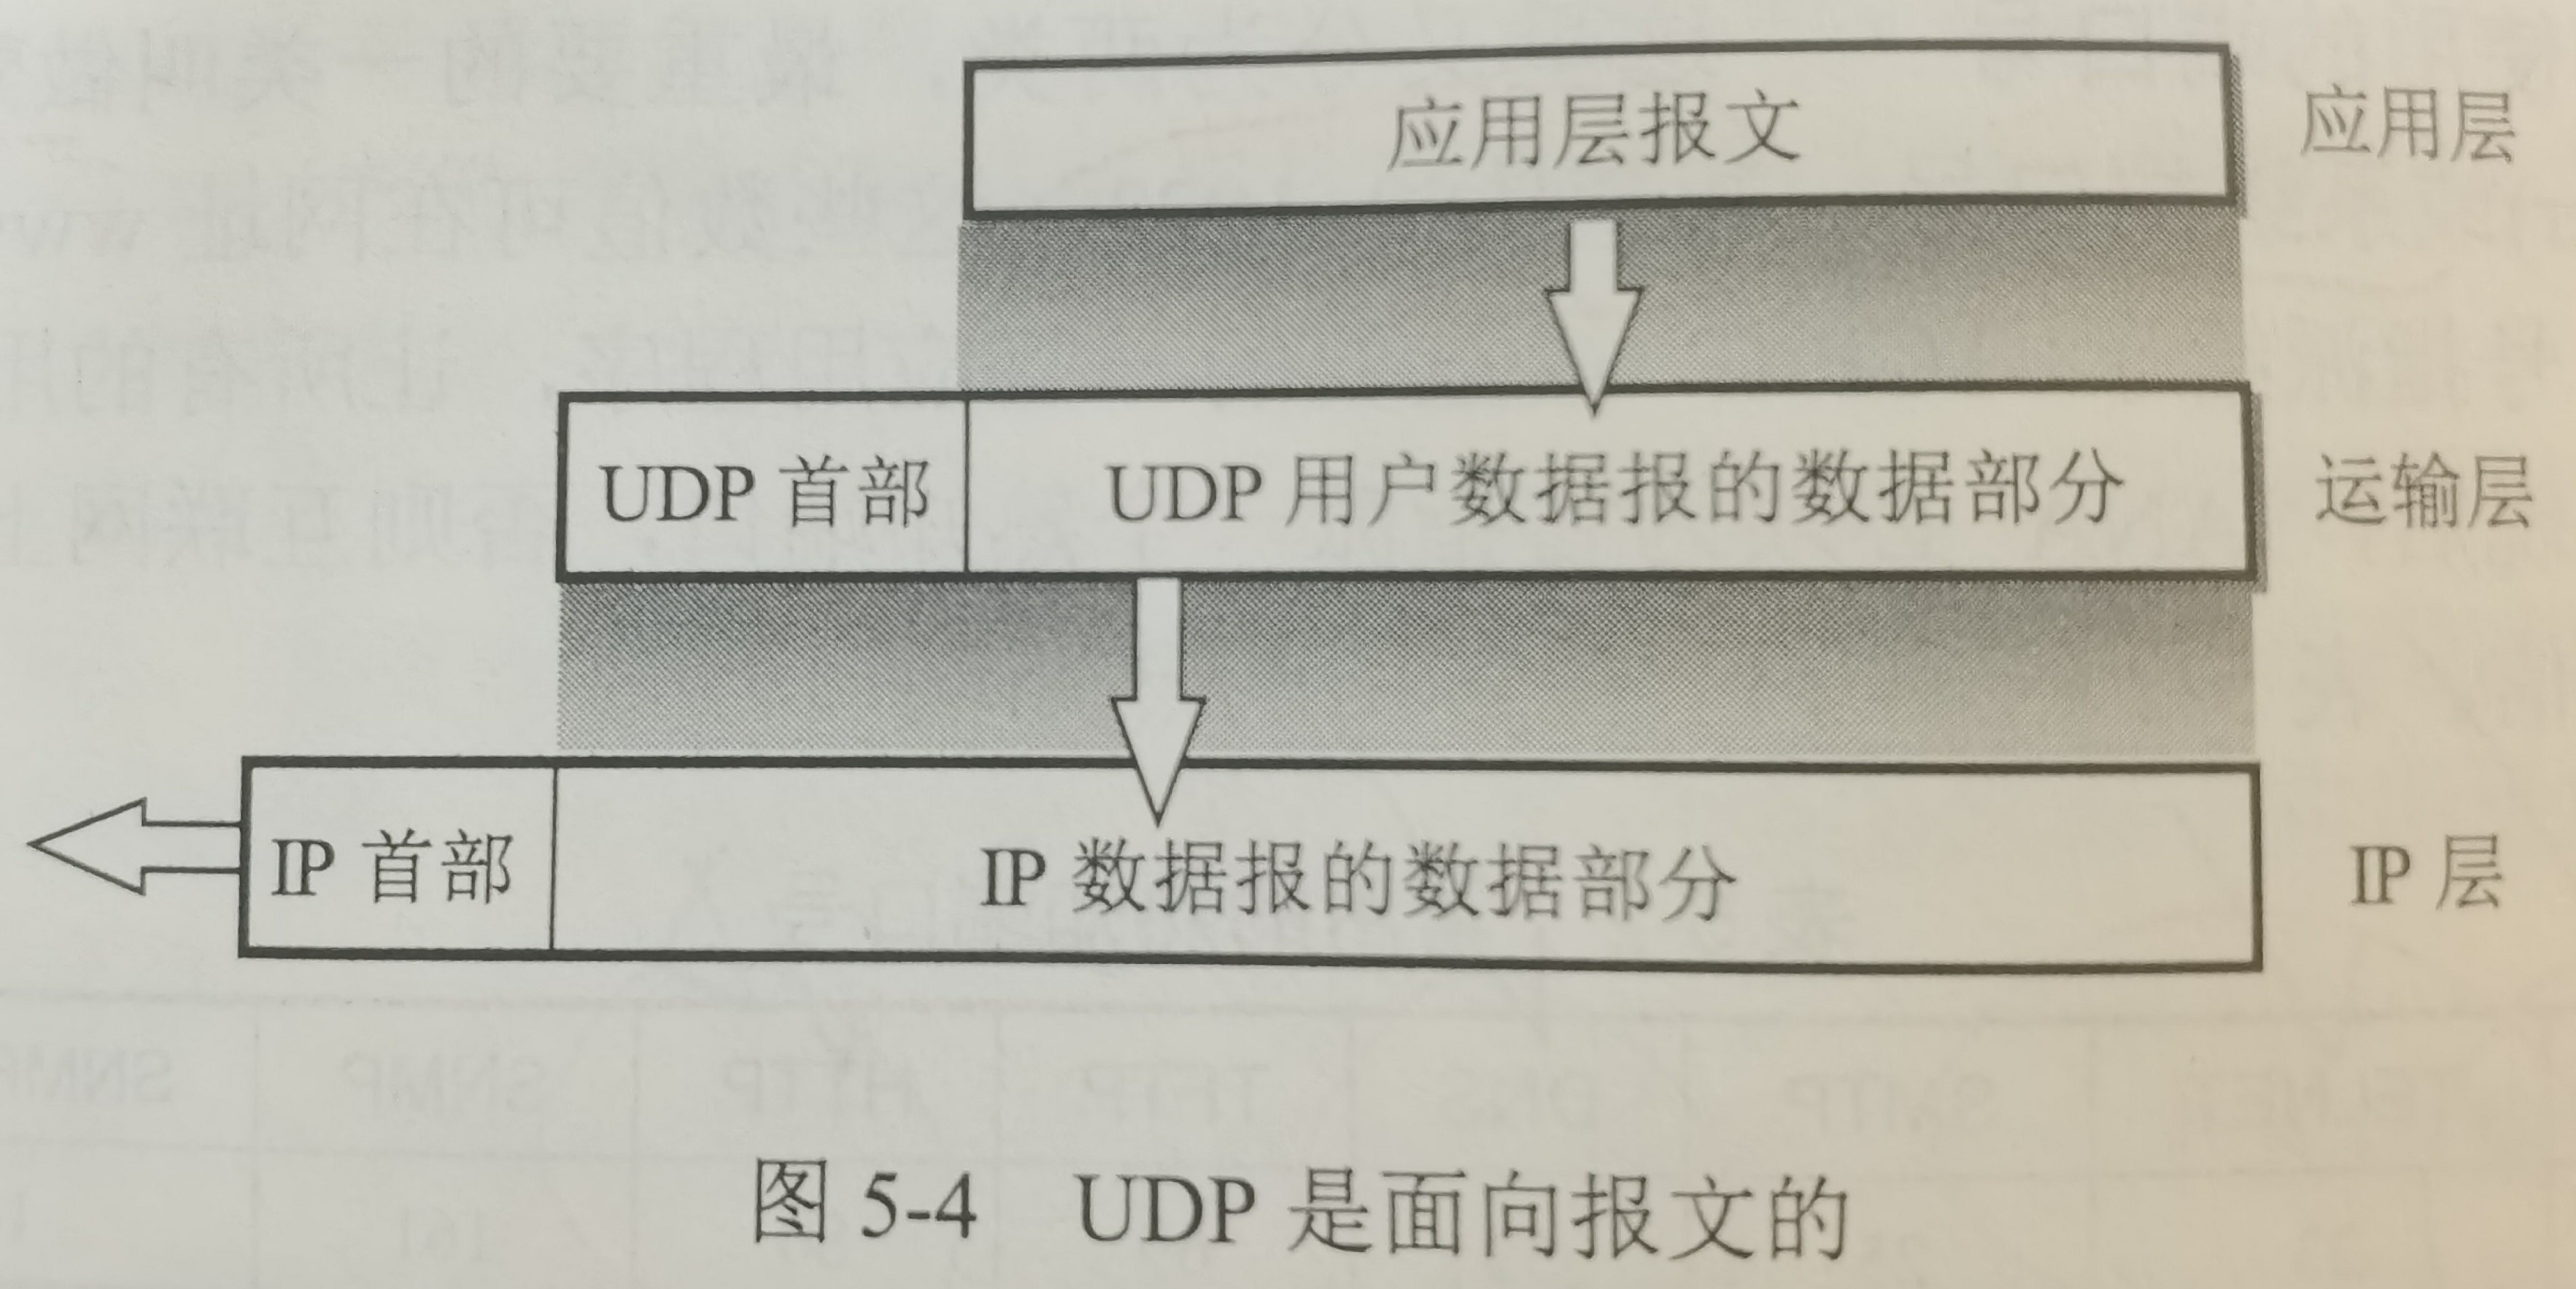 应用层报文 应用层
UDP 首部 UDP 用户数据报的数据部分 运输层
IP 首部 IP 数据报的数据部分 IP 层
图 5-4 UDP 是面向报文的